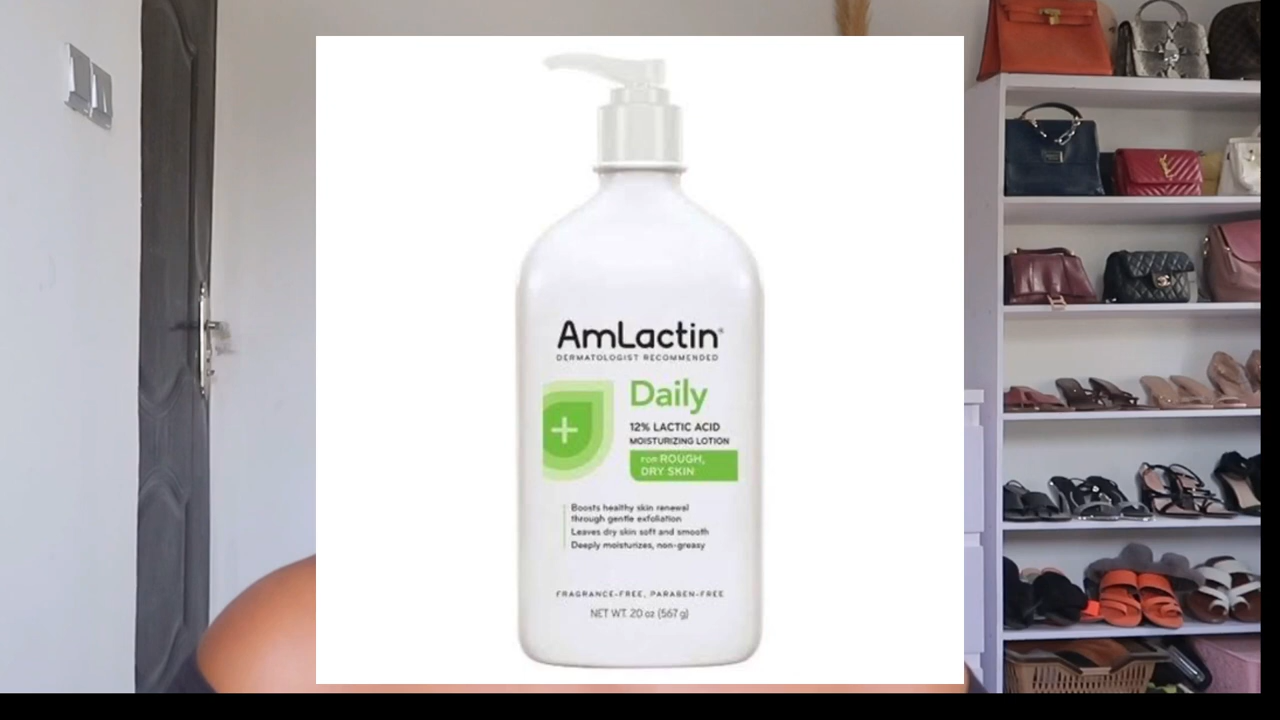 AmLactin®
DERMATOLOGIST RECOMMENDED
Daily
12% LACTIC ACID
MOISTURIZING LOTION
FOR ROUGH,
DRY SKIN
Boosts healthy skin renewal
through gentle exfoliation
Leaves dry skin soft and smooth
Deeply moisturizes, non-greasy
FRAGRANCE-FREE, PARABEN-FREE
NET WT. 20 oz (567 g)